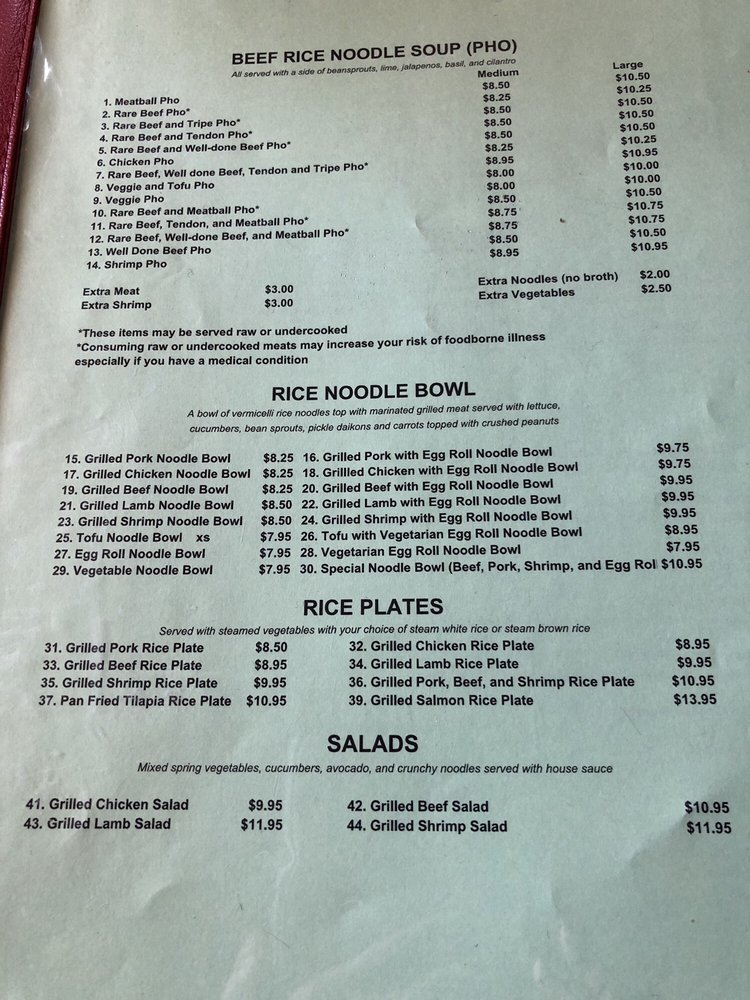 BEEF RICE NOODLE SOUP (PHO)
All served with a side of beansprouts, lime, jalapenos, basil, and cilantro
Medium Large
1. Meatball Pho $8.50 $10.50
2. Rare Beef Pho* $8.25 $10.25
3. Rare Beef and Tripe Pho* $8.50 $10.50
4. Rare Beef and Tendon Pho* $8.50 $10.50
5. Rare Beef and Well-done Beef Pho* $8.50 $10.50
6. Chicken Pho $8.25 $10.25
7. Rare Beef, Well done Beef, Tendon and Tripe Pho* $8.95 $10.95
8. Veggie and Tofu Pho $8.00 $10.00
9. Veggie Pho $8.00 $10.00
10. Rare Beef and Meatball Pho* $8.50 $10.50
11. Rare Beef, Tendon, and Meatball Pho* $8.75 $10.75
12. Rare Beef, Well-done Beef, and Meatball Pho* $8.75 $10.75
13. Well Done Beef Pho $8.50 $10.50
14. Shrimp Pho $8.95 $10.95
Extra Meat $3.00 Extra Noodles (no broth) $2.00
Extra Shrimp $3.00 Extra Vegetables $2.50
*These items may be served raw or undercooked
*Consuming raw or undercooked meats may increase your risk of foodborne illness
especially if you have a medical condition
RICE NOODLE BOWL
A bowl of vermicelli rice noodles top with marinated grilled meat served with lettuce,
cucumbers, bean sprouts, pickle daikons and carrots topped with crushed peanuts
15. Grilled Pork Noodle Bowl $8.25 16. Grilled Pork with Egg Roll Noodle Bowl $9.75
17. Grilled Chicken Noodle Bowl $8.25 18. Grillled Chicken with Egg Roll Noodle Bowl $9.75
19. Grilled Beef Noodle Bowl $8.25 20. Grilled Beef with Egg Roll Noodle Bowl $9.95
21. Grilled Lamb Noodle Bowl $8.50 22. Grilled Lamb with Egg Roll Noodle Bowl $9.95
23. Grilled Shrimp Noodle Bowl $8.50 24. Grilled Shrimp with Egg Roll Noodle Bowl $9.95
25. Tofu Noodle Bowl xs $7.95 26. Tofu with Vegetarian Egg Roll Noodle Bowl $8.95
27. Egg Roll Noodle Bowl $7.95 28. Vegetarian Egg Roll Noodle Bowl $7.95
29. Vegetable Noodle Bowl $7.95 30. Special Noodle Bowl (Beef, Pork, Shrimp, and Egg Rol $10.95
RICE PLATES
Served with steamed vegetables with your choice of steam white rice or steam brown rice
31. Grilled Pork Rice Plate $8.50 32. Grilled Chicken Rice Plate $8.95
33. Grilled Beef Rice Plate $8.95 34. Grilled Lamb Rice Plate $9.95
35. Grilled Shrimp Rice Plate $9.95 36. Grilled Pork, Beef, and Shrimp Rice Plate $10.95
37. Pan Fried Tilapia Rice Plate $10.95 39. Grilled Salmon Rice Plate $13.95
SALADS
Mixed spring vegetables, cucumbers, avocado, and crunchy noodles served with house sauce
41. Grilled Chicken Salad $9.95 42. Grilled Beef Salad $10.95
43. Grilled Lamb Salad $11.95 44. Grilled Shrimp Salad $11.95